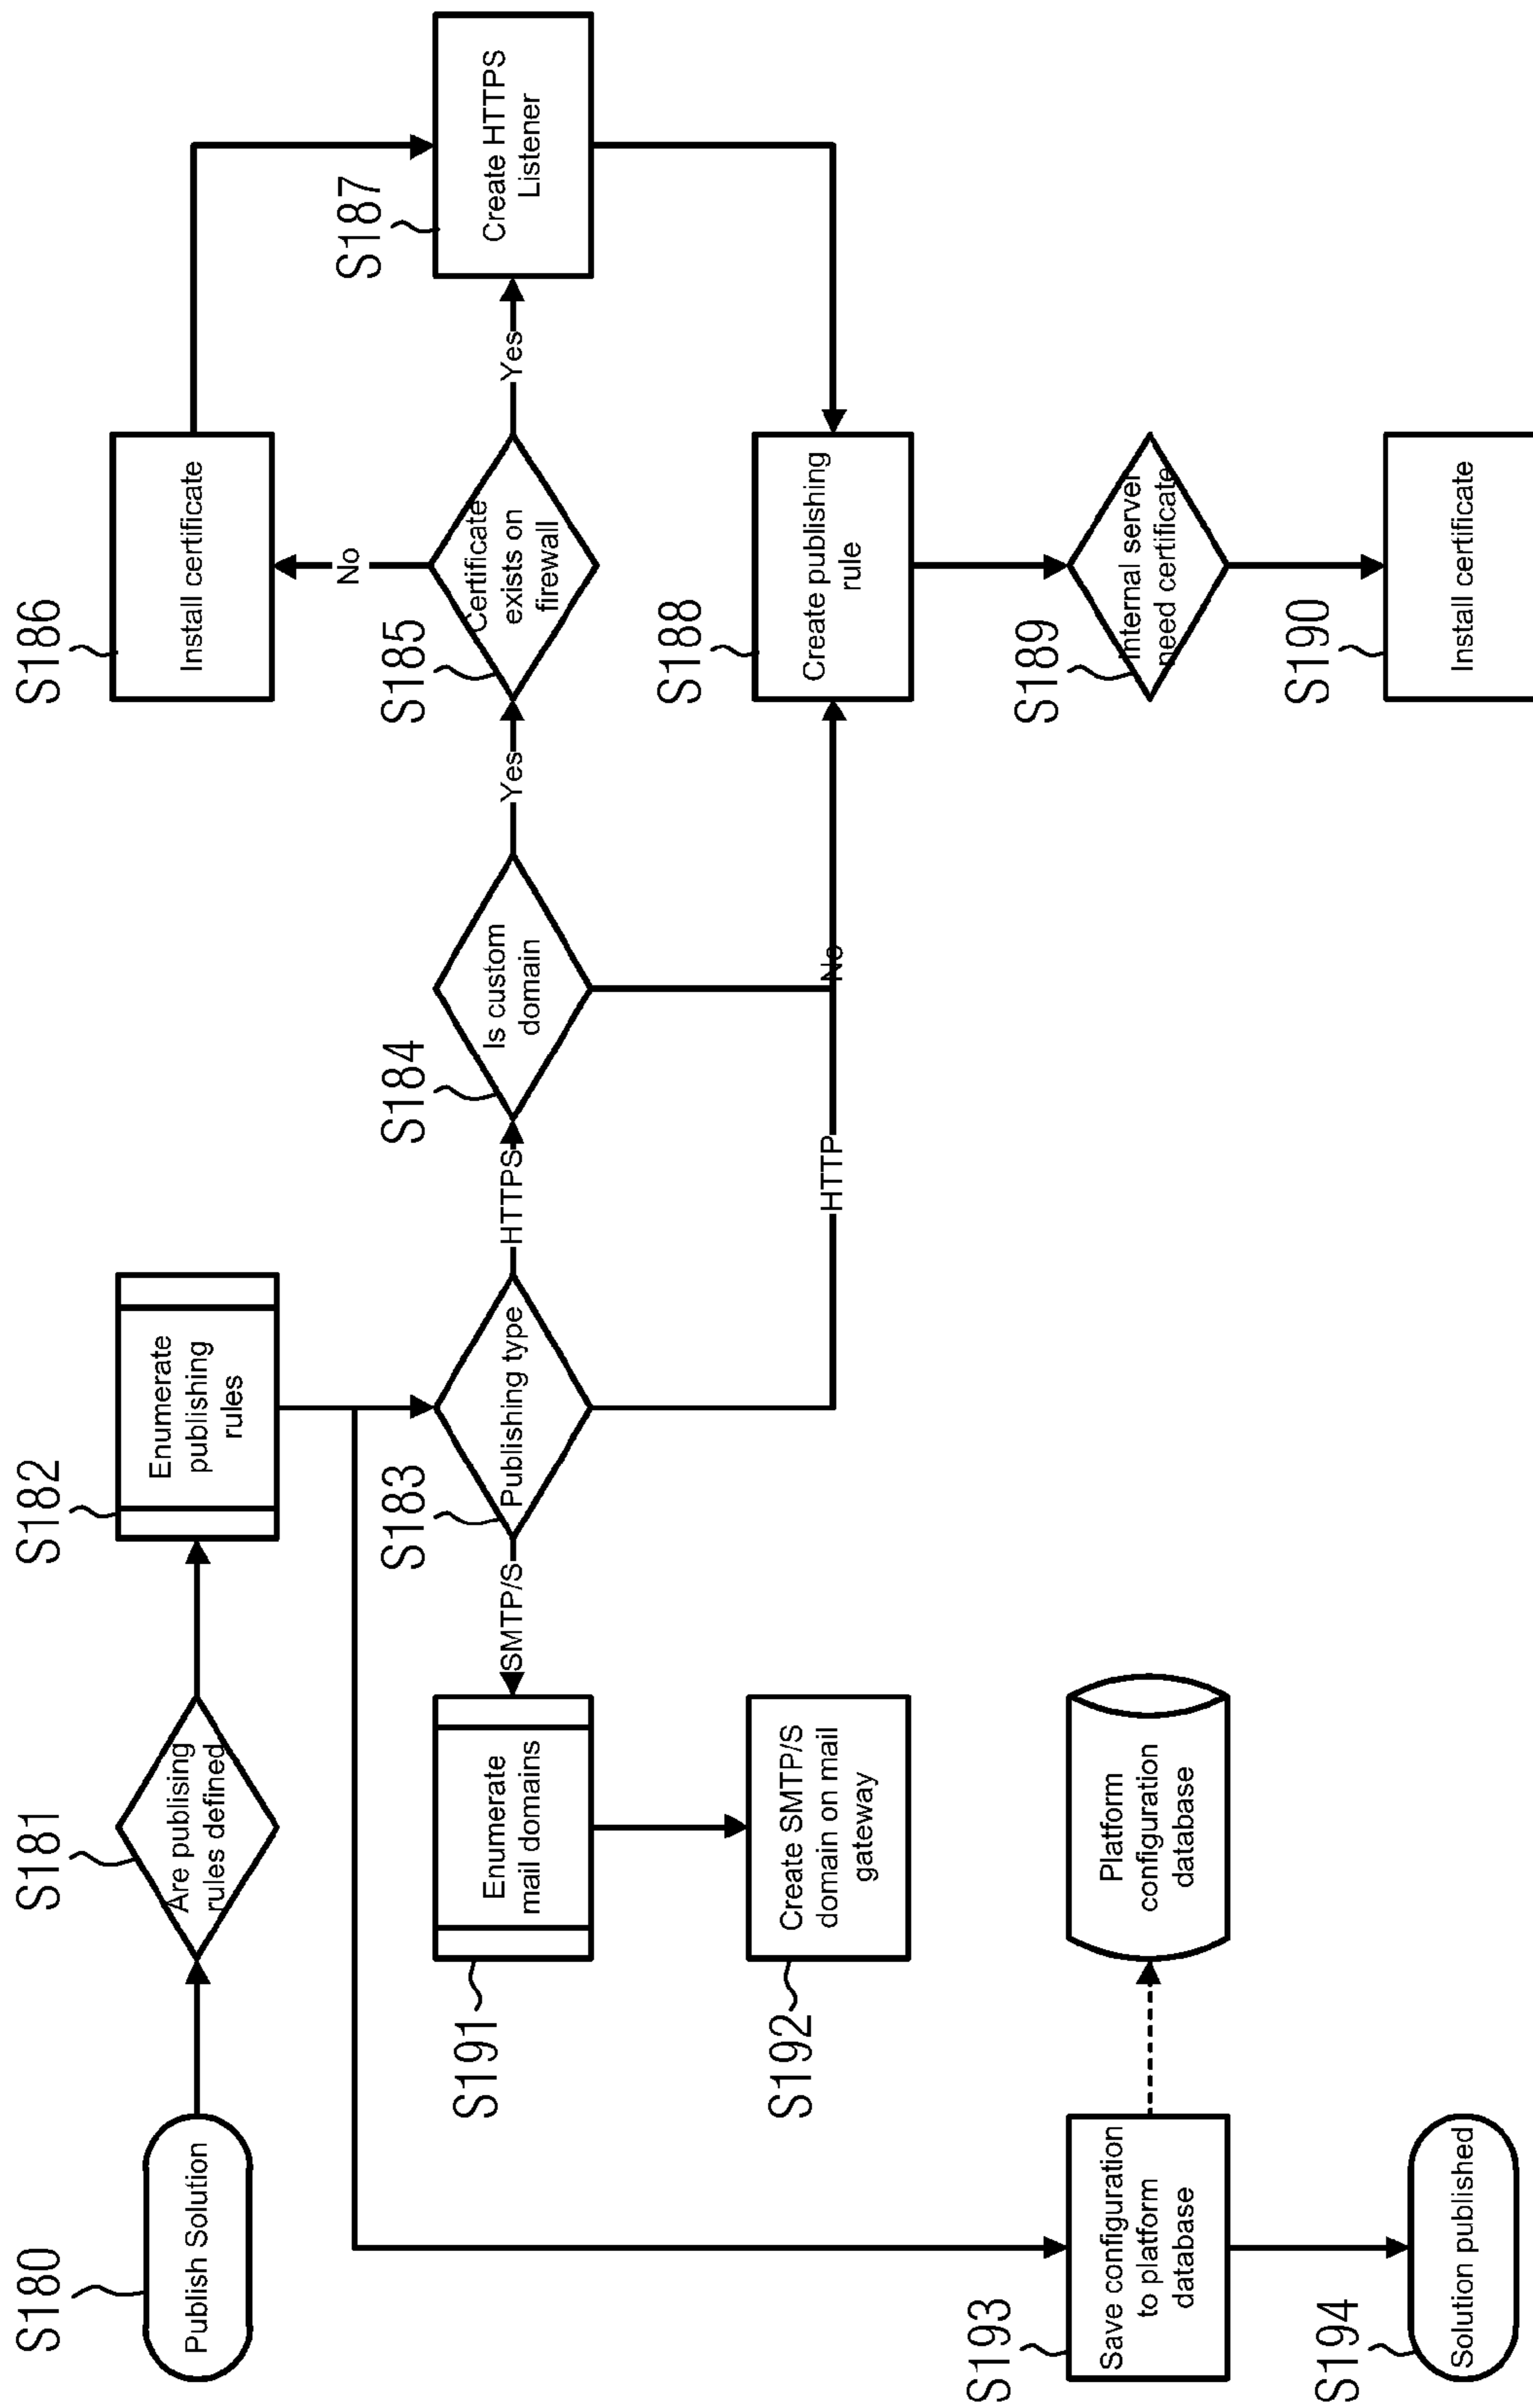 S180
Publish Solution
S181
Are publising
rules defined
S182
Enumerate
publishing
rules
S183
Publishing type
SMTP/S
HTTPS
HTTP
S184
Is custom
domain
Yes
No
S185
Certificate
exists on
firewall
No
Yes
S186
Install certificate
S187
Create HTTPS
Listener
S188
Create publishing
rule
S189
Internal server
need certificate
S190
Install certificate
S191
Enumerate
mail domains
S192
Create SMTP/S
domain on mail
gateway
S193
Save configuration
to platform
database
Platform
configuration
database
S194
Solution published